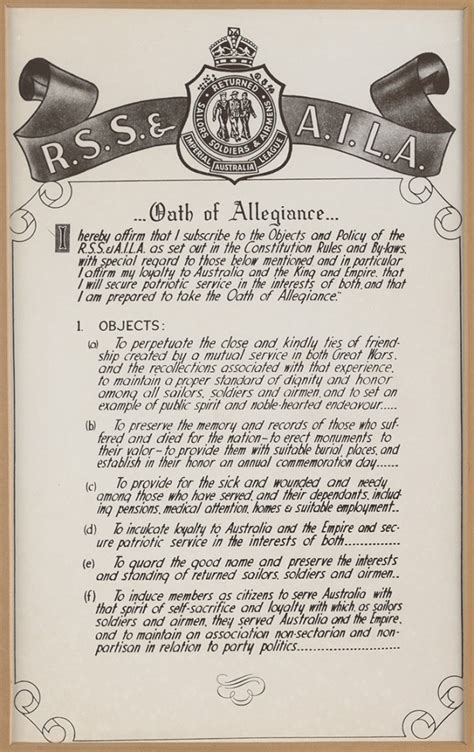 R.S.S.& A.I.L.A.
RETURNED
SAILORS SOLDIERS & AIRMENS
IMPERIAL LEAGUE
AUSTRALIA
...Oath of Allegiance...
I hereby affirm that I subscribe to the Objects and Policy of the
R.S.S.& A.I.L.A. as set out in the Constitution Rules and By-laws,
with special regard to those below mentioned and in particular
I affirm my loyalty to Australia and the King and Empire, that
I will secure patriotic service in the interests of both, and that
I am prepared to take the Oath of Allegiance."
1. OBJECTS:
(a) To perpetuate the close and kindly ties of friend-
ship created by a mutual service in both Great Wars,
and the recollections associated with that experience,
to maintain a proper standard of dignity and honor
among all sailors, soldiers and airmen, and to set an
example of public spirit and noble-hearted endeavour.....
(b) To preserve the memory and records of those who suf-
fered and died for the nation-to erect monuments to
their valor-to provide them with suitable burial places, and
establish in their honor an annual commemoration day......
(c) To provide for the sick and wounded and needy
among those who have served, and their dependants, includ-
ing pensions, medical attention, homes & suitable employment..
(d) To inculcate loyalty to Australia and the Empire and sec-
ure patriotic service in the interests of both...............
(e) To guard the good name and preserve the interests
and standing of returned sailors, soldiers and airmen..
(f) To induce members as citizens to serve Australia with
that spirit of self-sacrifice and loyalty with which, as sailors
soldiers and airmen, they served Australia and the Empire,
and to maintain an association non-sectarian and non-
partisan in relation to party politics...................